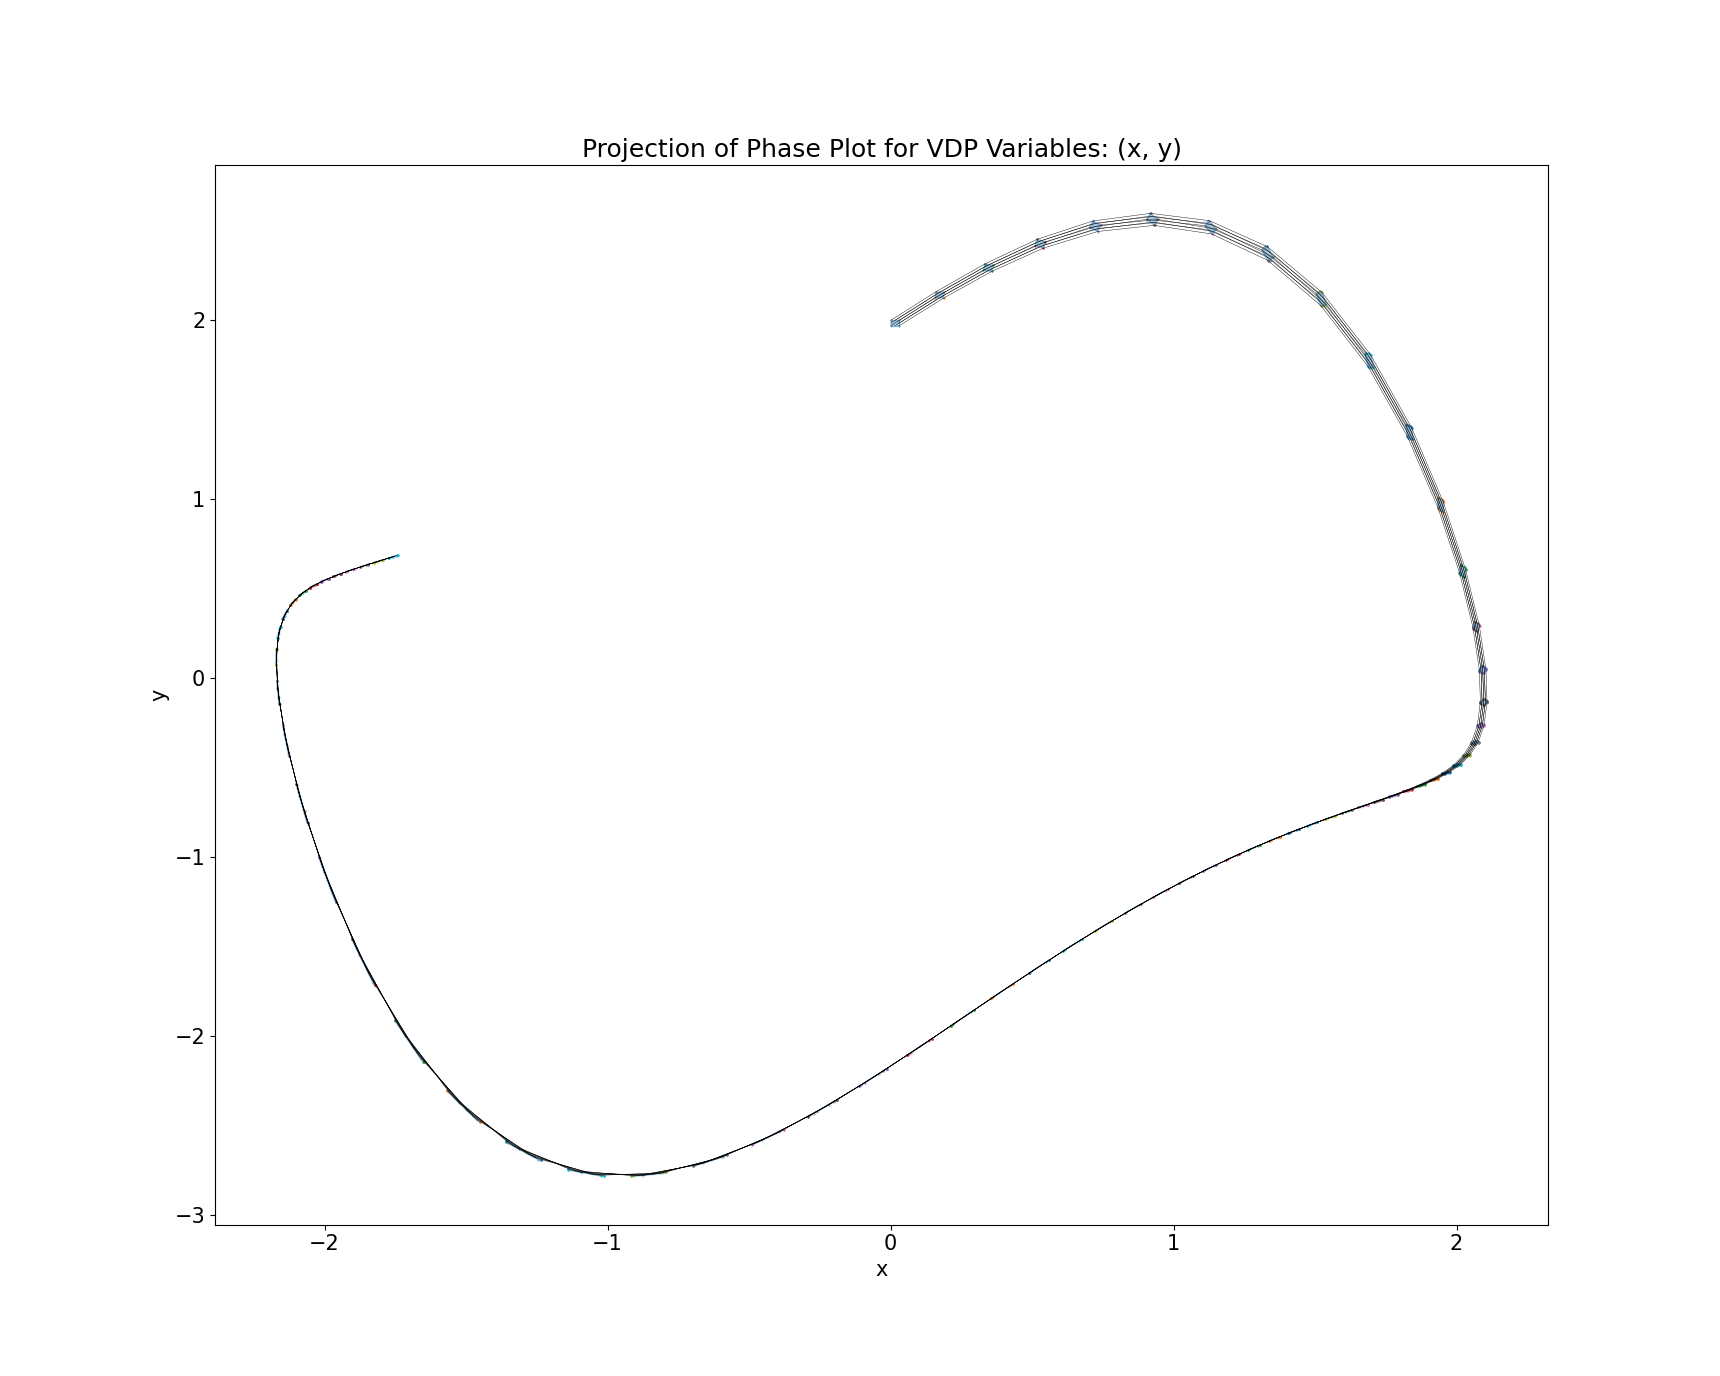 Projection of Phase Plot for VDP Variables: (x, y)
2
1
0
−1
−2
−3
y
−2 −1 0 1 2
x